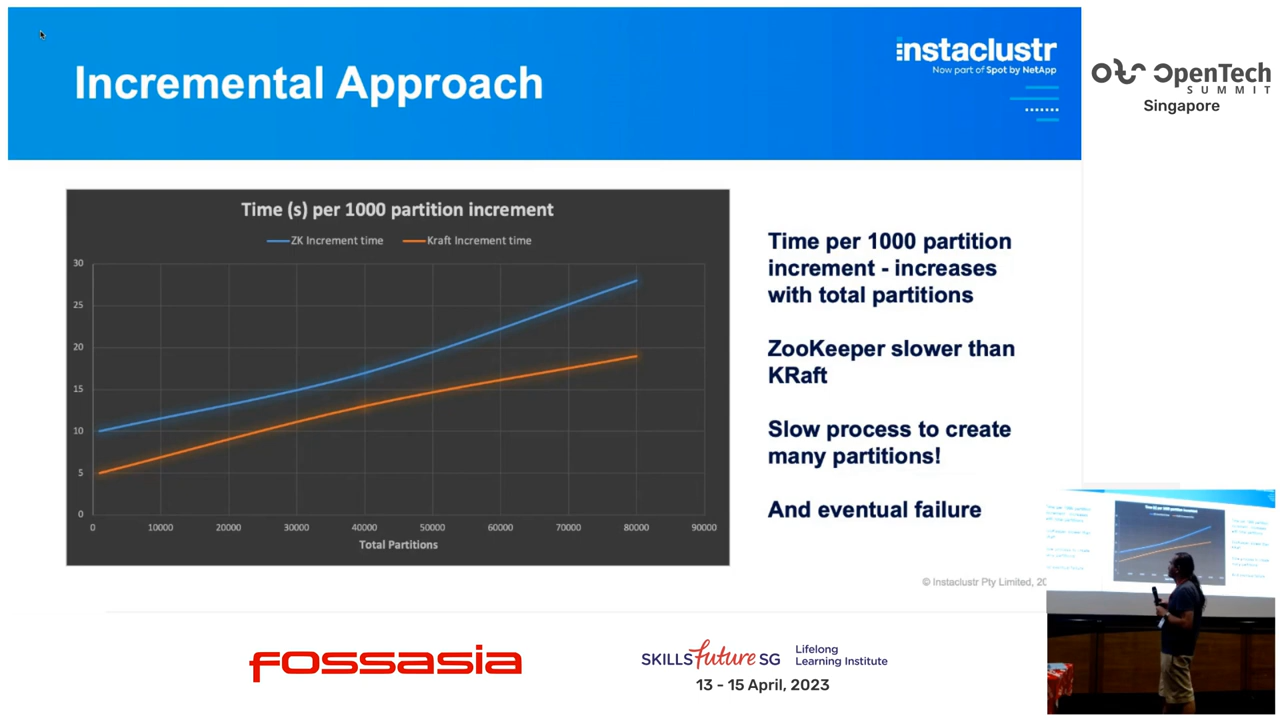 Incremental Approach
instaclustr
Now part of Spot by NetApp
OpenTech
SUMMIT
Singapore
Time (s) per 1000 partition increment
ZK Increment time
Kraft Increment time
30
25
20
15
10
5
0
0
10000
20000
30000
40000
50000
60000
70000
80000
90000
Total Partitions
Time per 1000 partition
increment - increases
with total partitions
ZooKeeper slower than
KRaft
Slow process to create
many partitions!
And eventual failure
© Instaclustr Pty Limited, 20
fossasia
SKILLSfuture SG
Lifelong
Learning Institute
13 - 15 April, 2023